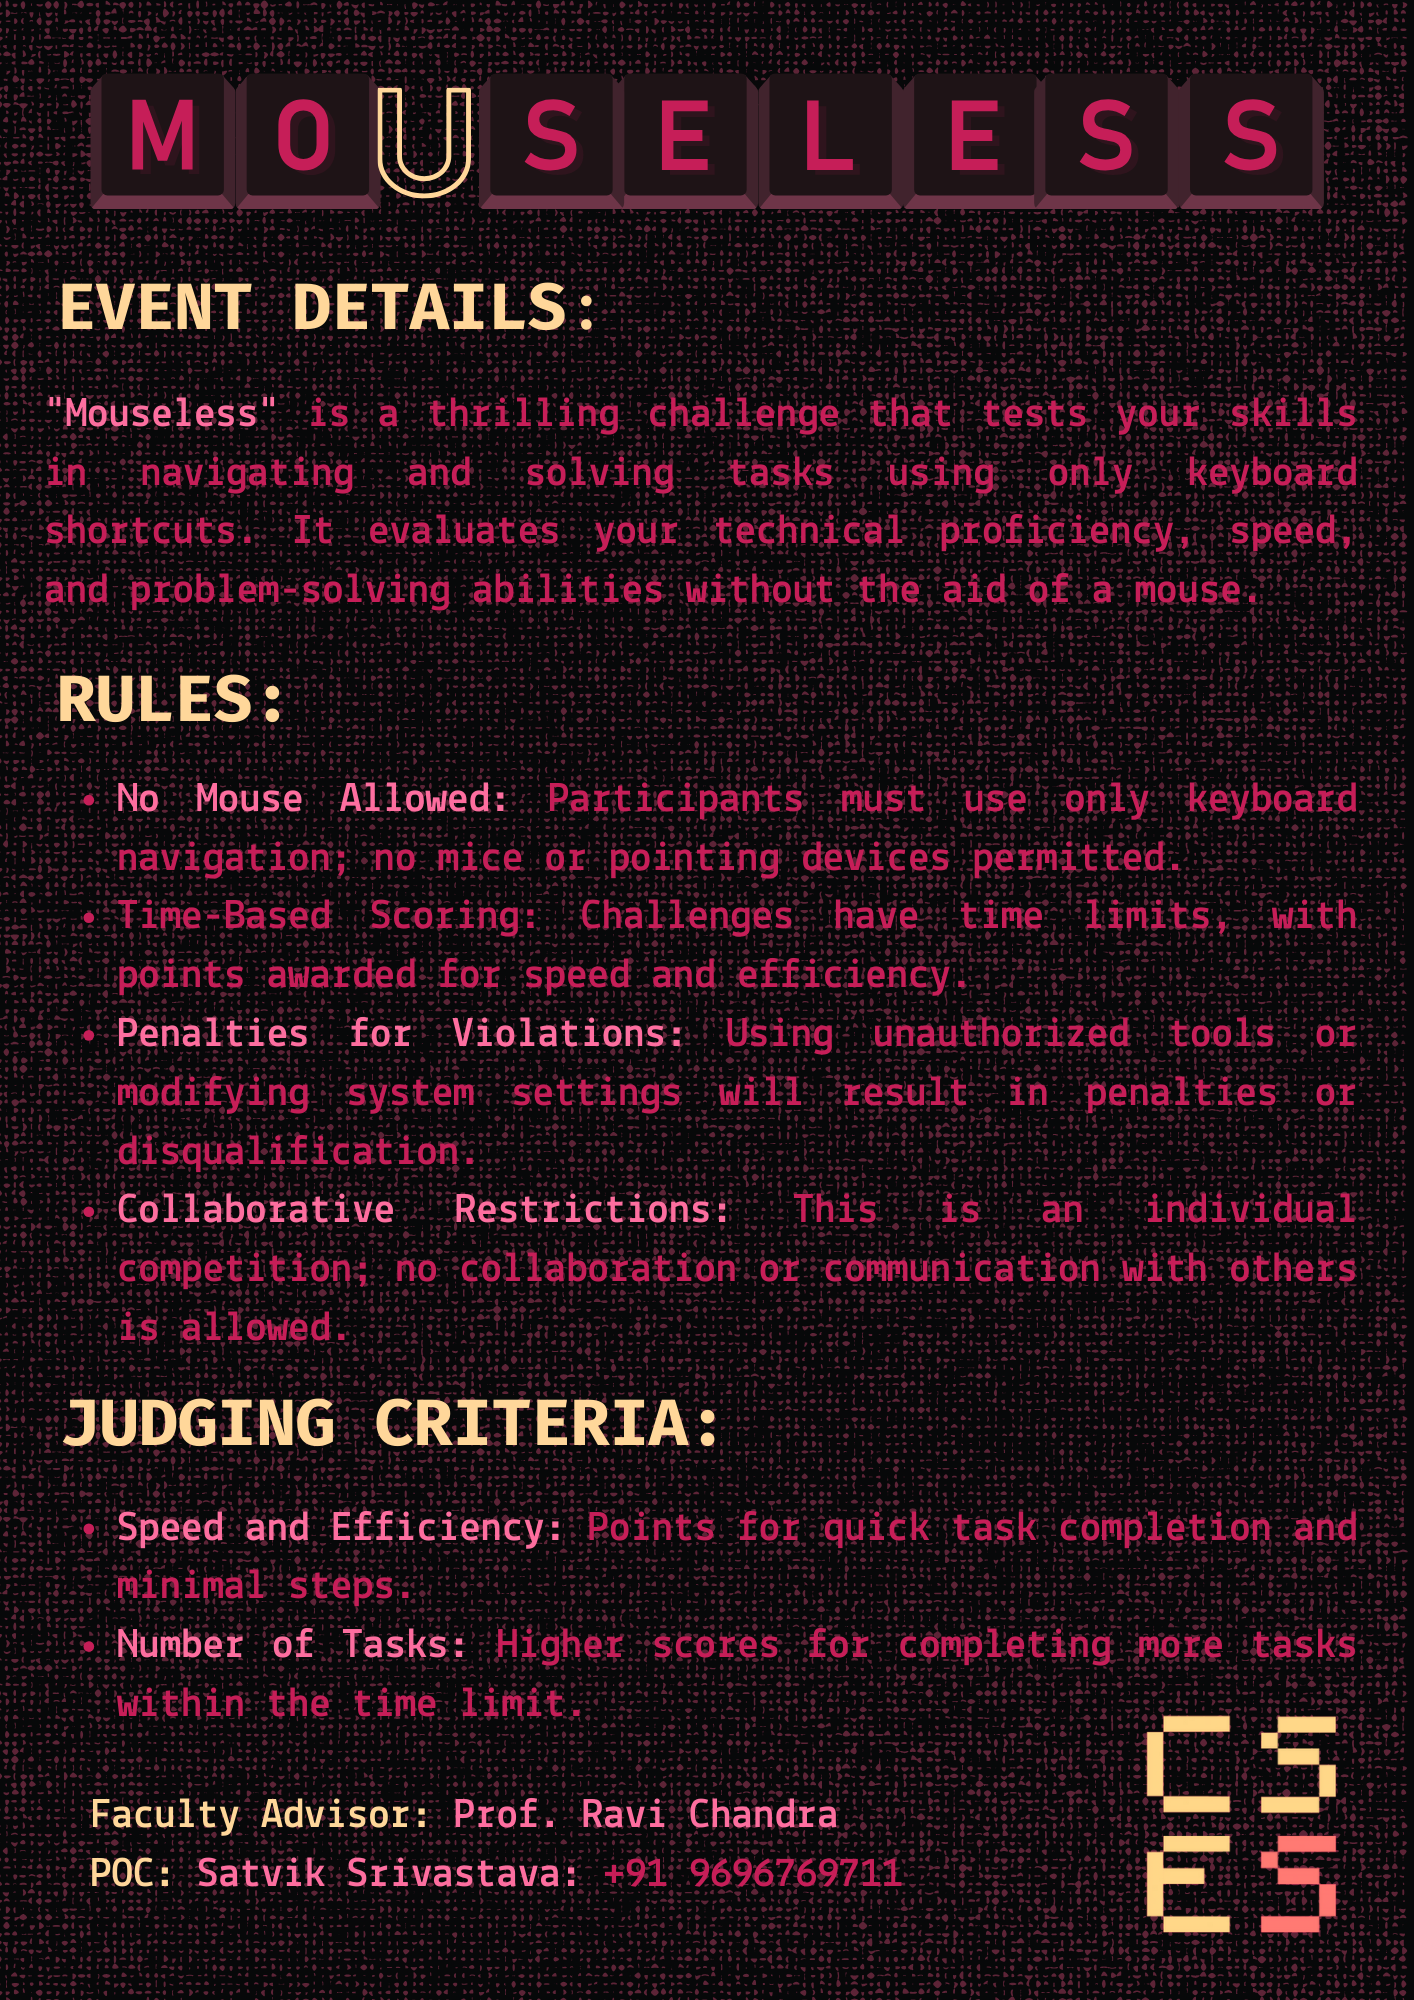 MOUSELESS
EVENT DETAILS:
"Mouseless" is a thrilling challenge that tests your skills
in navigating and solving tasks using only keyboard
shortcuts. It evaluates your technical proficiency, speed,
and problem-solving abilities without the aid of a mouse.
RULES:
• No Mouse Allowed: Participants must use only keyboard
navigation; no mice or pointing devices permitted.
• Time-Based Scoring: Challenges have time limits, with
points awarded for speed and efficiency.
• Penalties for Violations: Using unauthorized tools or
modifying system settings will result in penalties or
disqualification.
• Collaborative Restrictions: This is an individual
competition; no collaboration or communication with others
is allowed.
JUDGING CRITERIA:
• Speed and Efficiency: Points for quick task completion and
minimal steps.
• Number of Tasks: Higher scores for completing more tasks
within the time limit.
Faculty Advisor: Prof. Ravi Chandra
POC: Satvik Srivastava: +91 9696769711
CS
ES